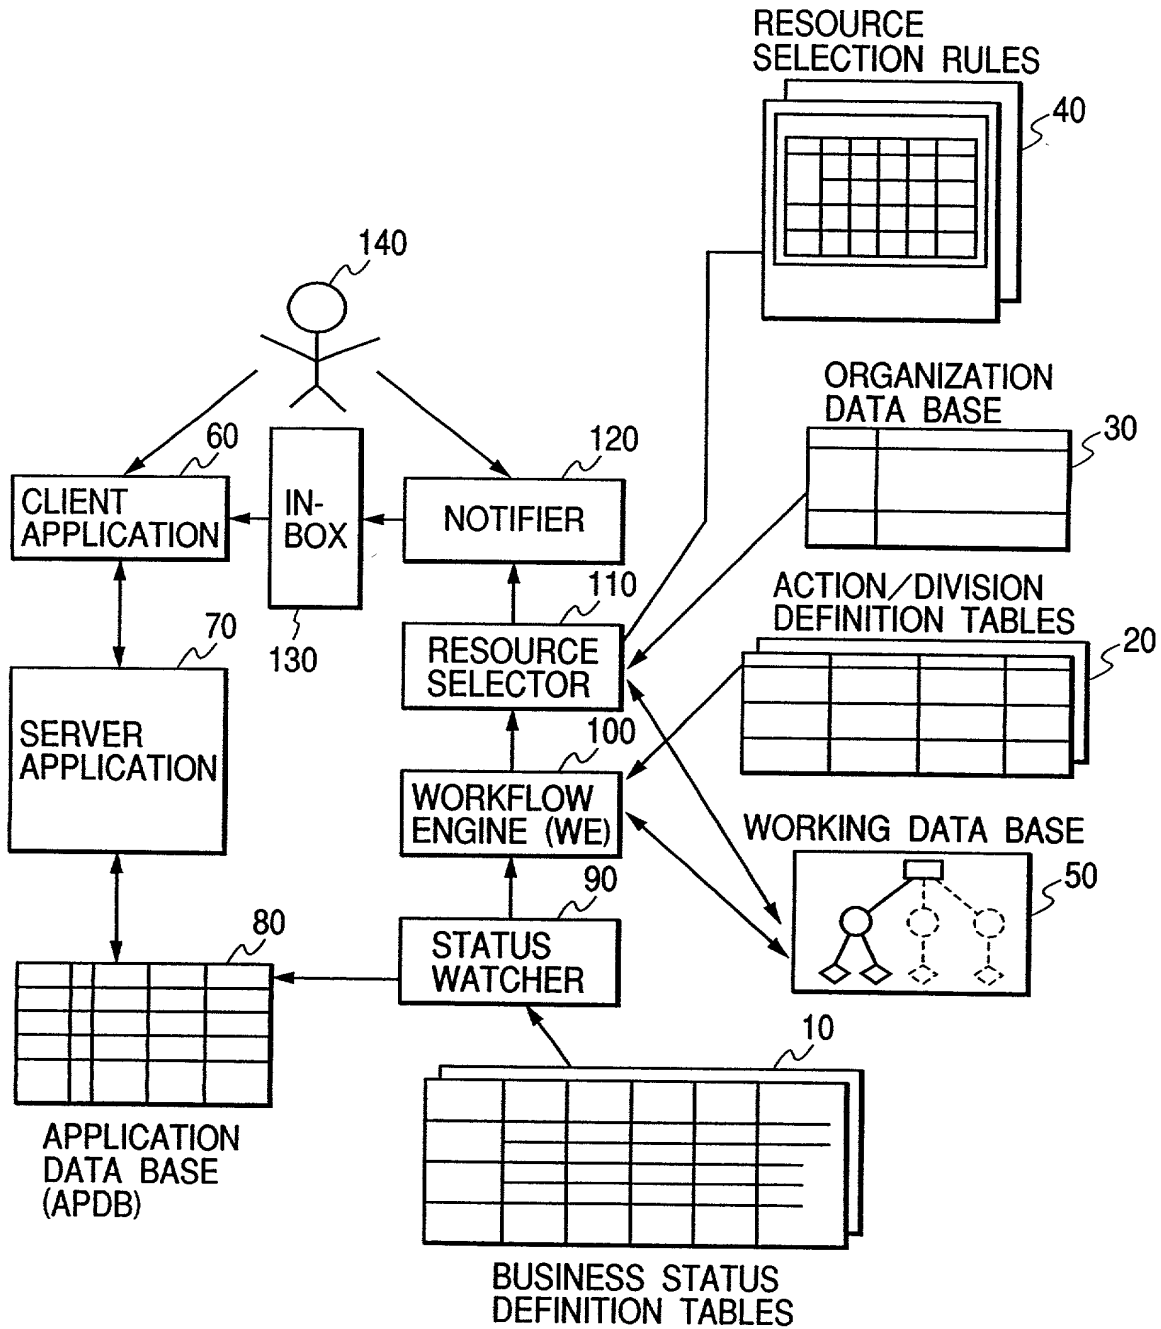 RESOURCE
SELECTION RULES
40
140
ORGANIZATION
DATA BASE
30
60
120
CLIENT
APPLICATION
IN-
BOX
NOTIFIER
110
ACTION/DIVISION
DEFINITION TABLES
20
70
130
RESOURCE
SELECTOR
SERVER
APPLICATION
100
WORKFLOW
ENGINE (WE)
WORKING DATA BASE
50
90
80
STATUS
WATCHER
10
APPLICATION
DATA BASE
(APDB)
BUSINESS STATUS
DEFINITION TABLES